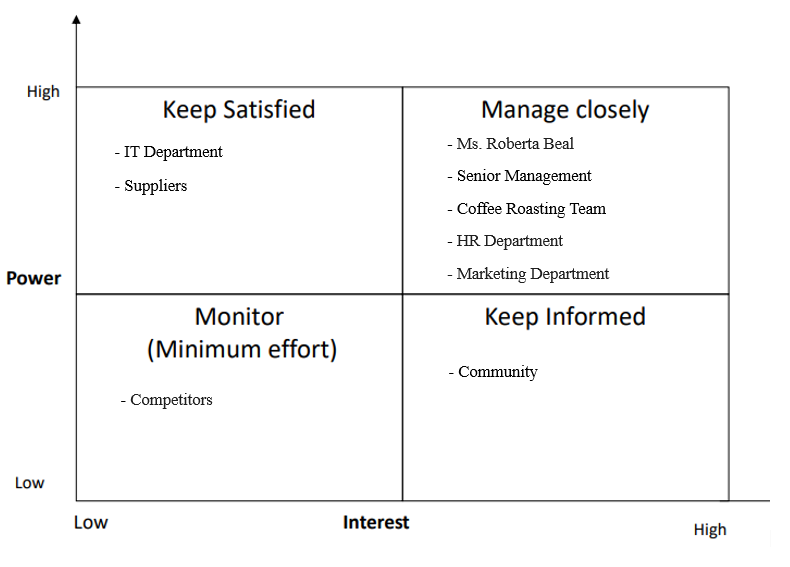 High
Keep Satisfied
- IT Department
- Suppliers
Manage closely
- Ms. Roberta Beal
- Senior Management
- Coffee Roasting Team
- HR Department
- Marketing Department
Power
Monitor
(Minimum effort)
- Competitors
Keep Informed
- Community
Low
Low
Interest
High